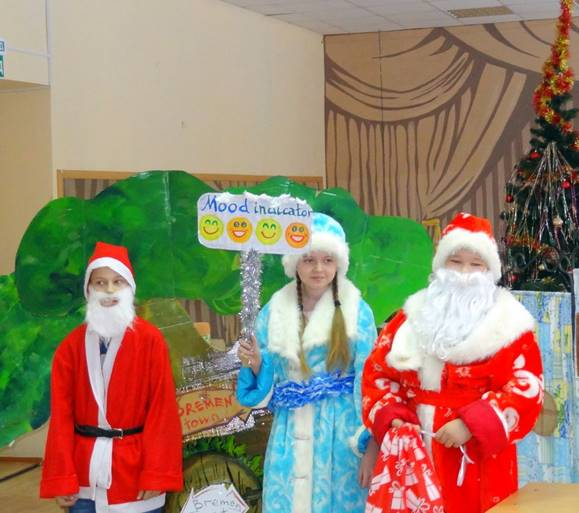 Mood indicator
BREMEN
town
Bremen